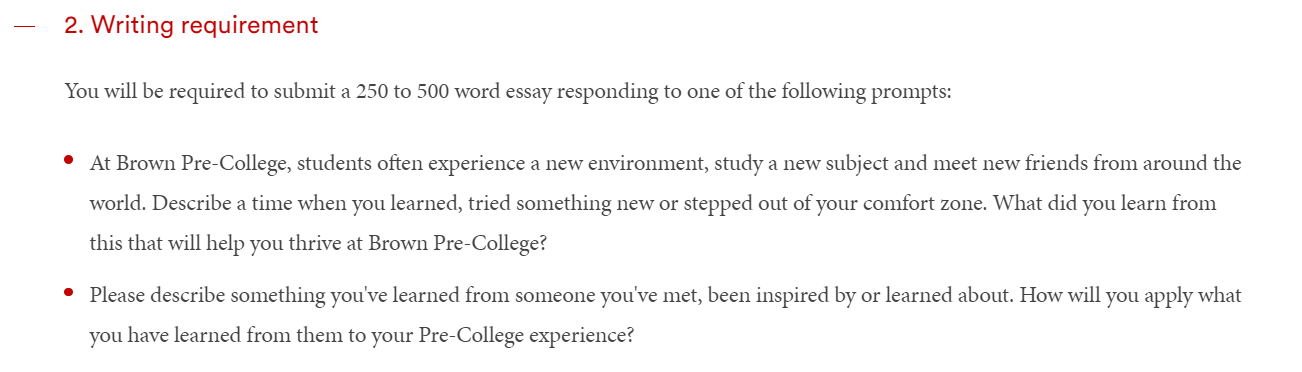 2. Writing requirement
You will be required to submit a 250 to 500 word essay responding to one of the following prompts:
At Brown Pre-College, students often experience a new environment, study a new subject and meet new friends from around the
world. Describe a time when you learned, tried something new or stepped out of your comfort zone. What did you learn from
this that will help you thrive at Brown Pre-College?
Please describe something you've learned from someone you've met, been inspired by or learned about. How will you apply what
you have learned from them to your Pre-College experience?